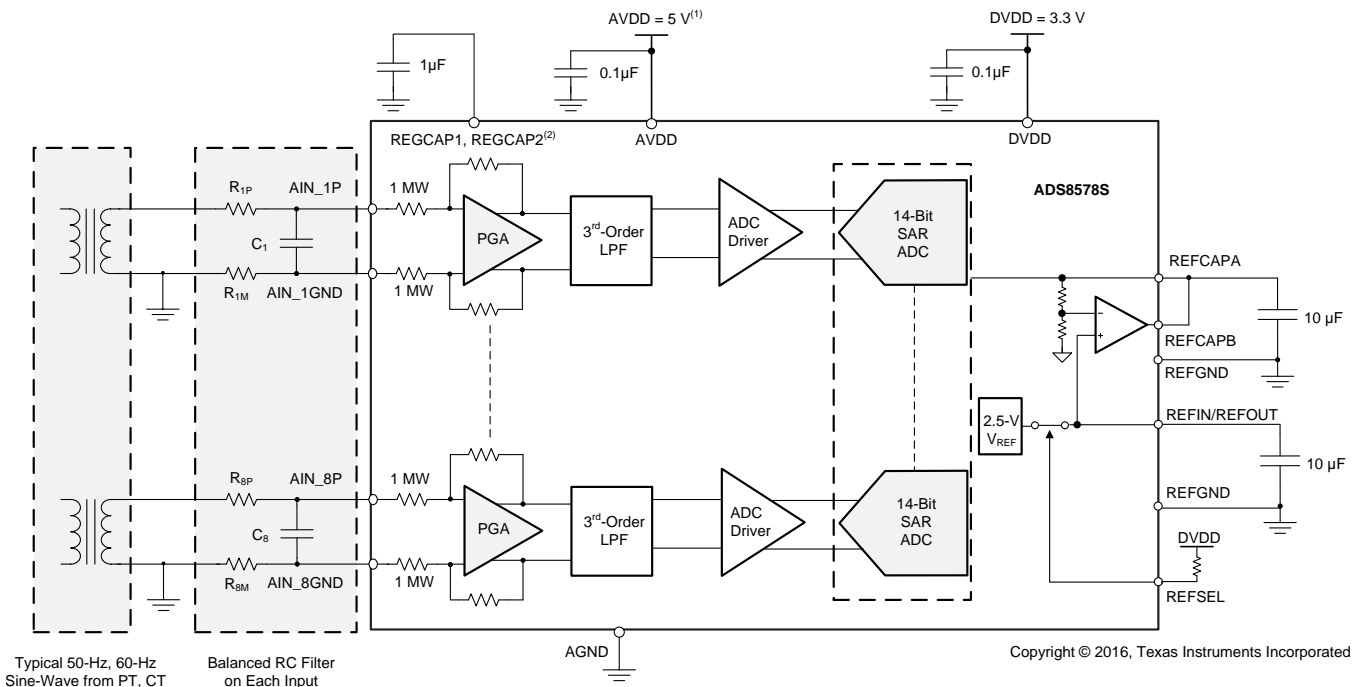 AVDD = 5 V(1)
DVDD = 3.3 V
1µF
0.1µF
0.1µF
REGCAP1, REGCAP2(2)
AVDD
DVDD
ADS8578S
R1P
AIN_1P
1 MW
C1
PGA
3rd-Order
LPF
ADC
Driver
14-Bit
SAR
ADC
R1M
AIN_1GND
1 MW
REFCAPA
10 µF
REFCAPB
REFGND
2.5-V
VREF
REFIN/REFOUT
10 µF
REFGND
R8P
AIN_8P
1 MW
C8
PGA
3rd-Order
LPF
ADC
Driver
14-Bit
SAR
ADC
R8M
AIN_8GND
1 MW
DVDD
REFSEL
AGND
Typical 50-Hz, 60-Hz
Sine-Wave from PT, CT
Balanced RC Filter
on Each Input
Copyright © 2016, Texas Instruments Incorporated